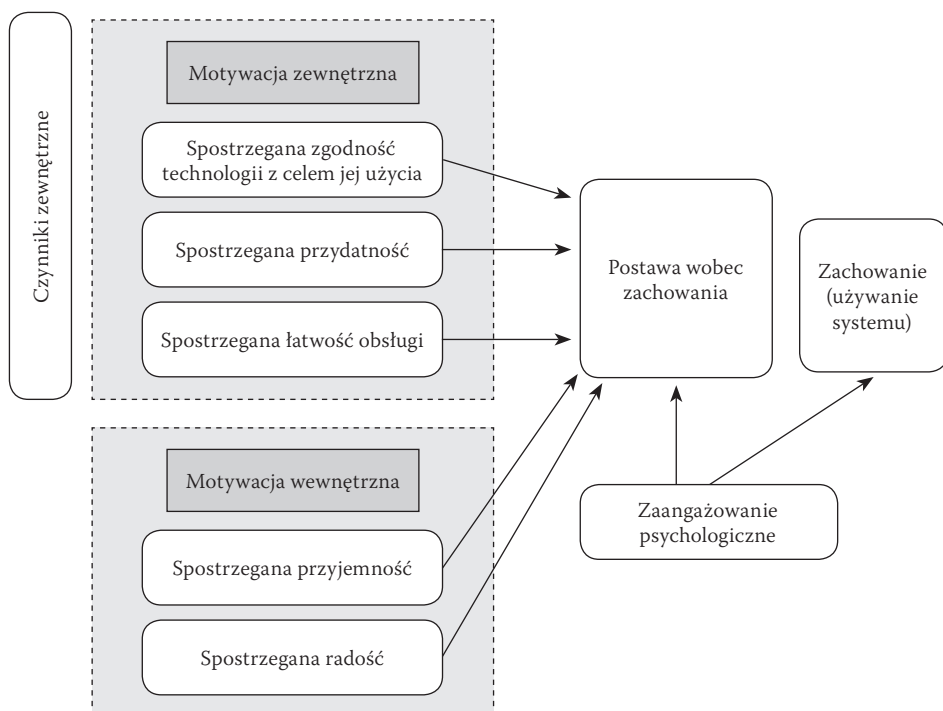 Czynniki zewnętrzne
Motywacja zewnętrzna
Spostrzegana zgodność
technologii z celem jej użycia
Spostrzegana przydatność
Spostrzegana łatwość obsługi
Postawa wobec
zachowania
Zachowanie
(używanie
systemu)
Motywacja wewnętrzna
Spostrzegana przyjemność
Spostrzegana radość
Zaangażowanie
psychologiczne